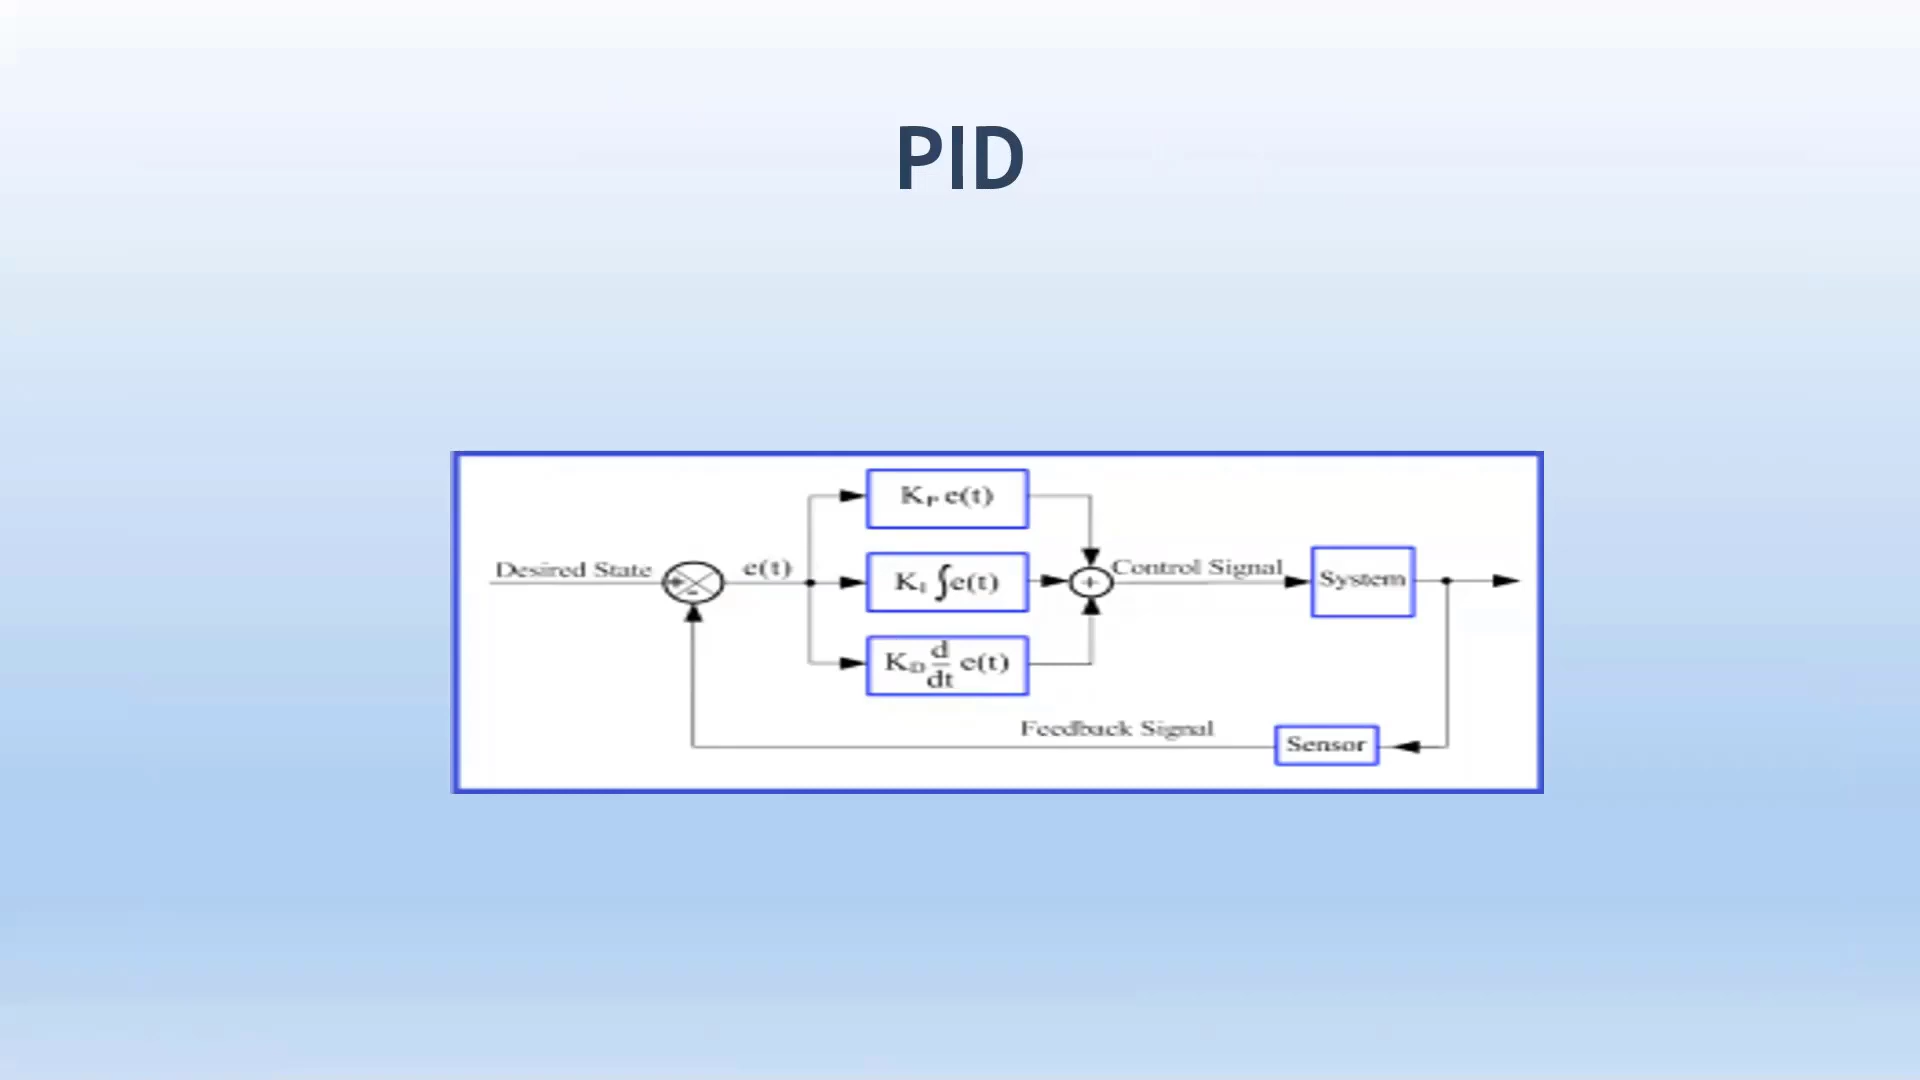 PID
Desired State
+
-
e(t)
K_P e(t)
K_I ∫e(t)
K_D d/dt e(t)
+
Control Signal
System
Feedback Signal
Sensor